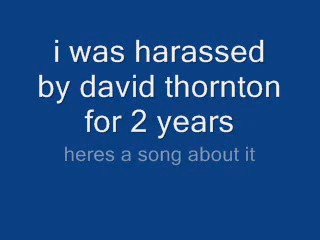 i was harassed
by david thornton
for 2 years
heres a song about it